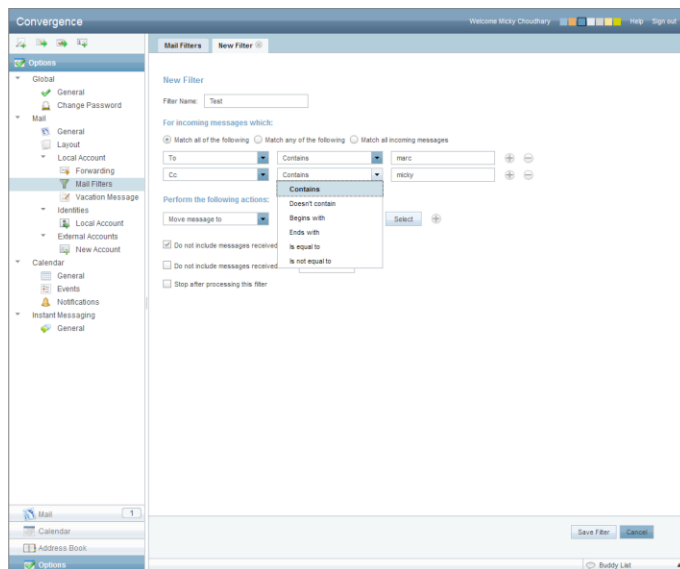 Convergence
Welcome Micky Choudhary Help Sign out
Mail Filters New Filter
Options
Global
General
Change Password
Mail
General
Layout
Local Account
Forwarding
Mail Filters
Vacation Message
Identities
Local Account
External Accounts
New Account
Calendar
General
Events
Notifications
Instant Messaging
General
New Filter
Filter Name: Test
For incoming messages which:
Match all of the following Match any of the following Match all incoming messages
To Contains marc
Cc Contains micky
Contains
Doesn't contain
Begins with
Ends with
Is equal to
Is not equal to
Perform the following actions:
Move message to Select
Do not include messages received
Do not include messages received
Stop after processing this filter
Mail 1
Calendar
Address Book
Options
Save Filter Cancel
Buddy List